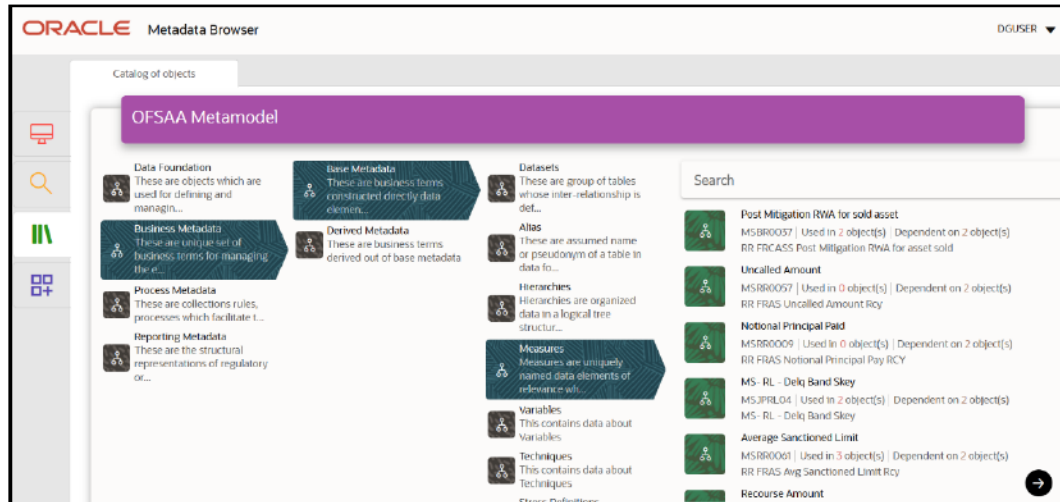 ORACLE Metadata Browser
DGUSER
Catalog of objects
OFSAA Metamodel
Data Foundation
These are objects which are
used for defining and
managin...
Business Metadata
These are unique set of
business terms for managing
the e...
Process Metadata
These are collections rules,
processes which facilitate t...
Reporting Metadata
These are the structural
representations of regulatory
or...
Base Metadata
These are business terms
constructed directly data
elemen...
Derived Metadata
These are business terms
derived out of base metadata
Datasets
These are group of tables
whose inter-relationship is
def...
Alias
These are assumed name
or pseudonym of a table in
data fo...
Hierarchies
Hierarchies are organized
data in a logical tree
structur...
Measures
Measures are uniquely
named data elements of
relevance wh...
Variables
This contains data about
Variables
Techniques
This contains data about
Techniques
Stress Definitions
Search
Post Mitigation RWA for sold asset
MSBR0037 | Used in 2 object(s) | Dependent on 2 object(s)
RR FRCASS Post Mitigation RWA for asset sold
Uncalled Amount
MSRR0057 | Used in 0 object(s) | Dependent on 2 object(s)
RR FRAS Uncalled Amount Rcy
Notional Principal Paid
MSRR0009 | Used in 0 object(s) | Dependent on 2 object(s)
RR FRAS Notional Principal Pay RCY
MS- RL - Delq Band Skey
MSJPRL04 | Used in 2 object(s) | Dependent on 2 object(s)
MS- RL - Delq Band Skey
Average Sanctioned Limit
MSRR0061 | Used in 3 object(s) | Dependent on 2 object(s)
RR FRAS Avg Sanctioned Limit Rcy
Recourse Amount